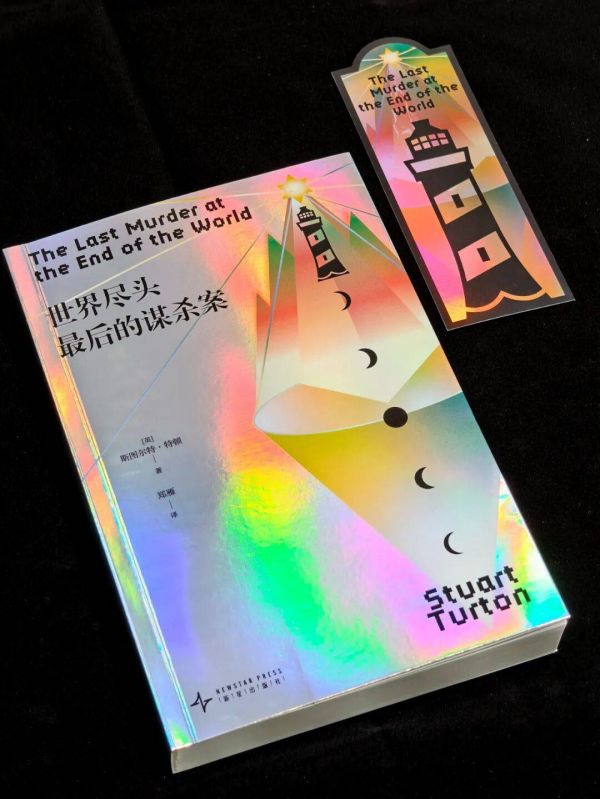 The Last Murder at
the End of the World
世界尽头
最后的谋杀案
[英]
斯图尔特·特顿
著
郑雁
译
Stuart
Turton
NEWSTAR PRESS
新星出版社
The Last
Murder at
the End of the
World